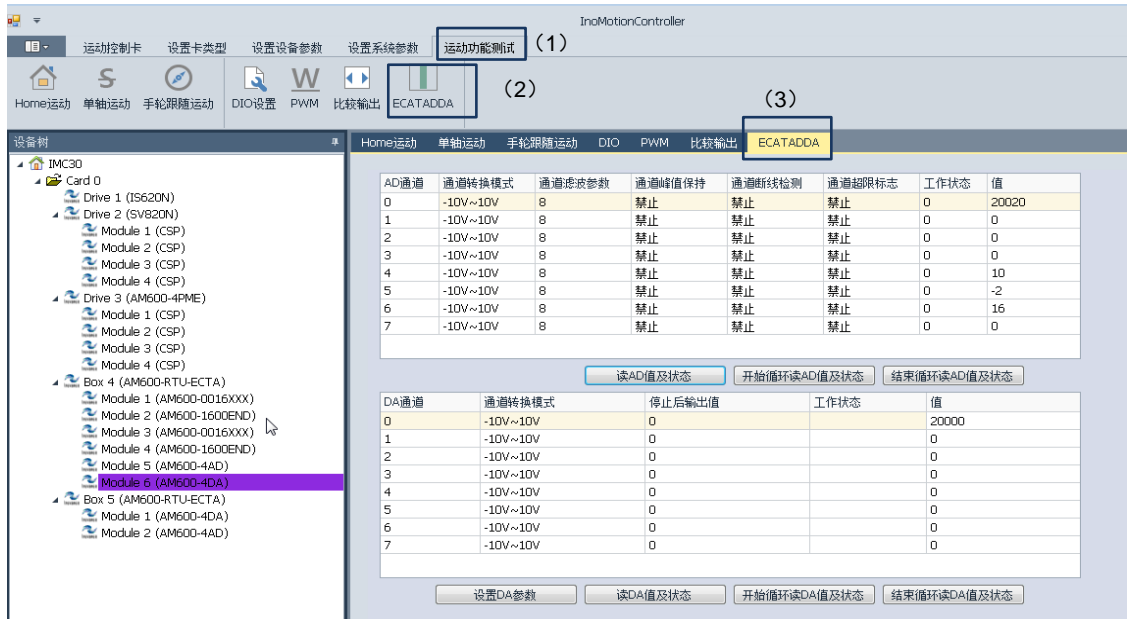 InoMotionController
运动控制卡 设置卡类型 设置设备参数 设置系统参数 运动功能测试 （1）
Home运动 单轴运动 手轮跟随运动 DIO设置 PWM 比较输出 ECATADDA （2）
（3）
设备树
Home运动 单轴运动 手轮跟随运动 DIO PWM 比较输出 ECATADDA
IMC30
Card 0
Drive 1 (IS620N)
Drive 2 (SV820N)
Module 1 (CSP)
Module 2 (CSP)
Module 3 (CSP)
Module 4 (CSP)
Drive 3 (AM600-4PME)
Module 1 (CSP)
Module 2 (CSP)
Module 3 (CSP)
Module 4 (CSP)
Box 4 (AM600-RTU-ECTA)
Module 1 (AM600-0016XXX)
Module 2 (AM600-1600END)
Module 3 (AM600-0016XXX)
Module 4 (AM600-1600END)
Module 5 (AM600-4AD)
Module 6 (AM600-4DA)
Box 5 (AM600-RTU-ECTA)
Module 1 (AM600-4DA)
Module 2 (AM600-4AD)
AD通道 通道转换模式 通道滤波参数 通道峰值保持 通道断线检测 通道超限标志 工作状态 值
0 -10V~10V 8 禁止 禁止 禁止 0 20020
1 -10V~10V 8 禁止 禁止 禁止 0 0
2 -10V~10V 8 禁止 禁止 禁止 0 0
3 -10V~10V 8 禁止 禁止 禁止 0 0
4 -10V~10V 8 禁止 禁止 禁止 0 10
5 -10V~10V 8 禁止 禁止 禁止 0 -2
6 -10V~10V 8 禁止 禁止 禁止 0 16
7 -10V~10V 8 禁止 禁止 禁止 0 0
读AD值及状态 开始循环读AD值及状态 结束循环读AD值及状态
DA通道 通道转换模式 停止后输出值 工作状态 值
0 -10V~10V 0 20000
1 -10V~10V 0 0
2 -10V~10V 0 0
3 -10V~10V 0 0
4 -10V~10V 0 0
5 -10V~10V 0 0
6 -10V~10V 0 0
7 -10V~10V 0 0
设置DA参数 读DA值及状态 开始循环读DA值及状态 结束循环读DA值及状态